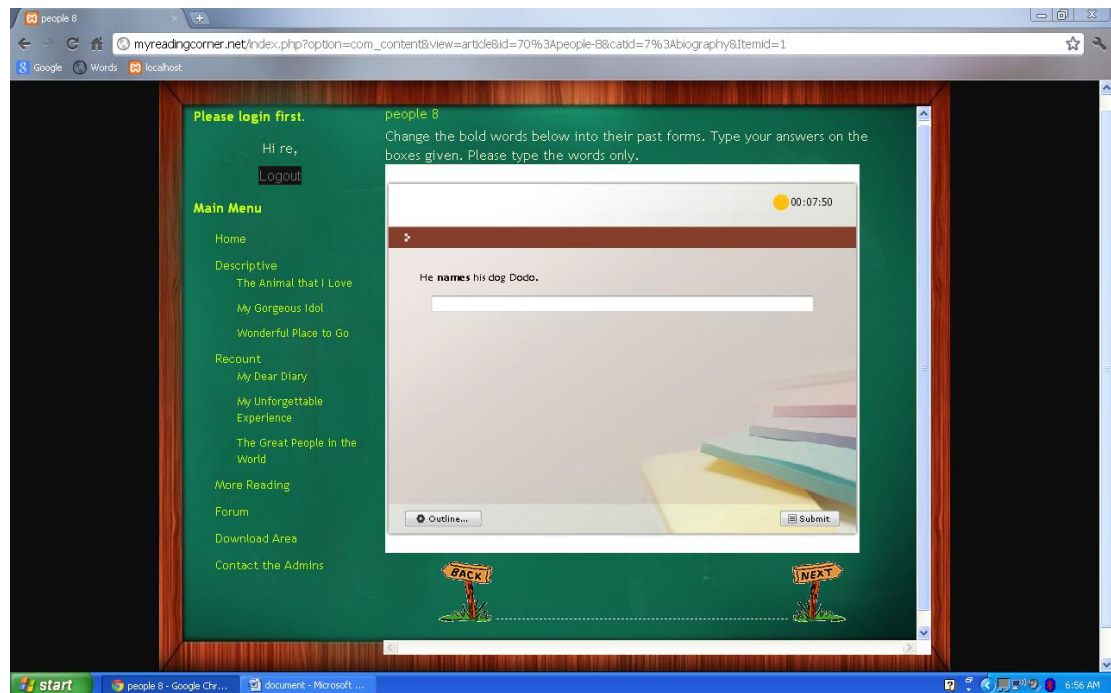 people 8
myreadingcorner.net/index.php?option=com_content&view=article&id=70%3Apeople-8&catid=7%3Abiography&Itemid=1
Google Words localhost
Please login first.
Hi re,
Logout
Main Menu
Home
Descriptive
The Animal that I Love
My Gorgeous Idol
Wonderful Place to Go
Recount
My Dear Diary
My Unforgettable
Experience
The Great People in the
World
More Reading
Forum
Download Area
Contact the Admins
people 8
Change the bold words below into their past forms. Type your answers on the
boxes given. Please type the words only.
00:07:50
He names his dog Dodo.
Outline...
Submit
BACK
NEXT
start
people 8 - Google Chr...
document - Microsoft ...
6:56 AM